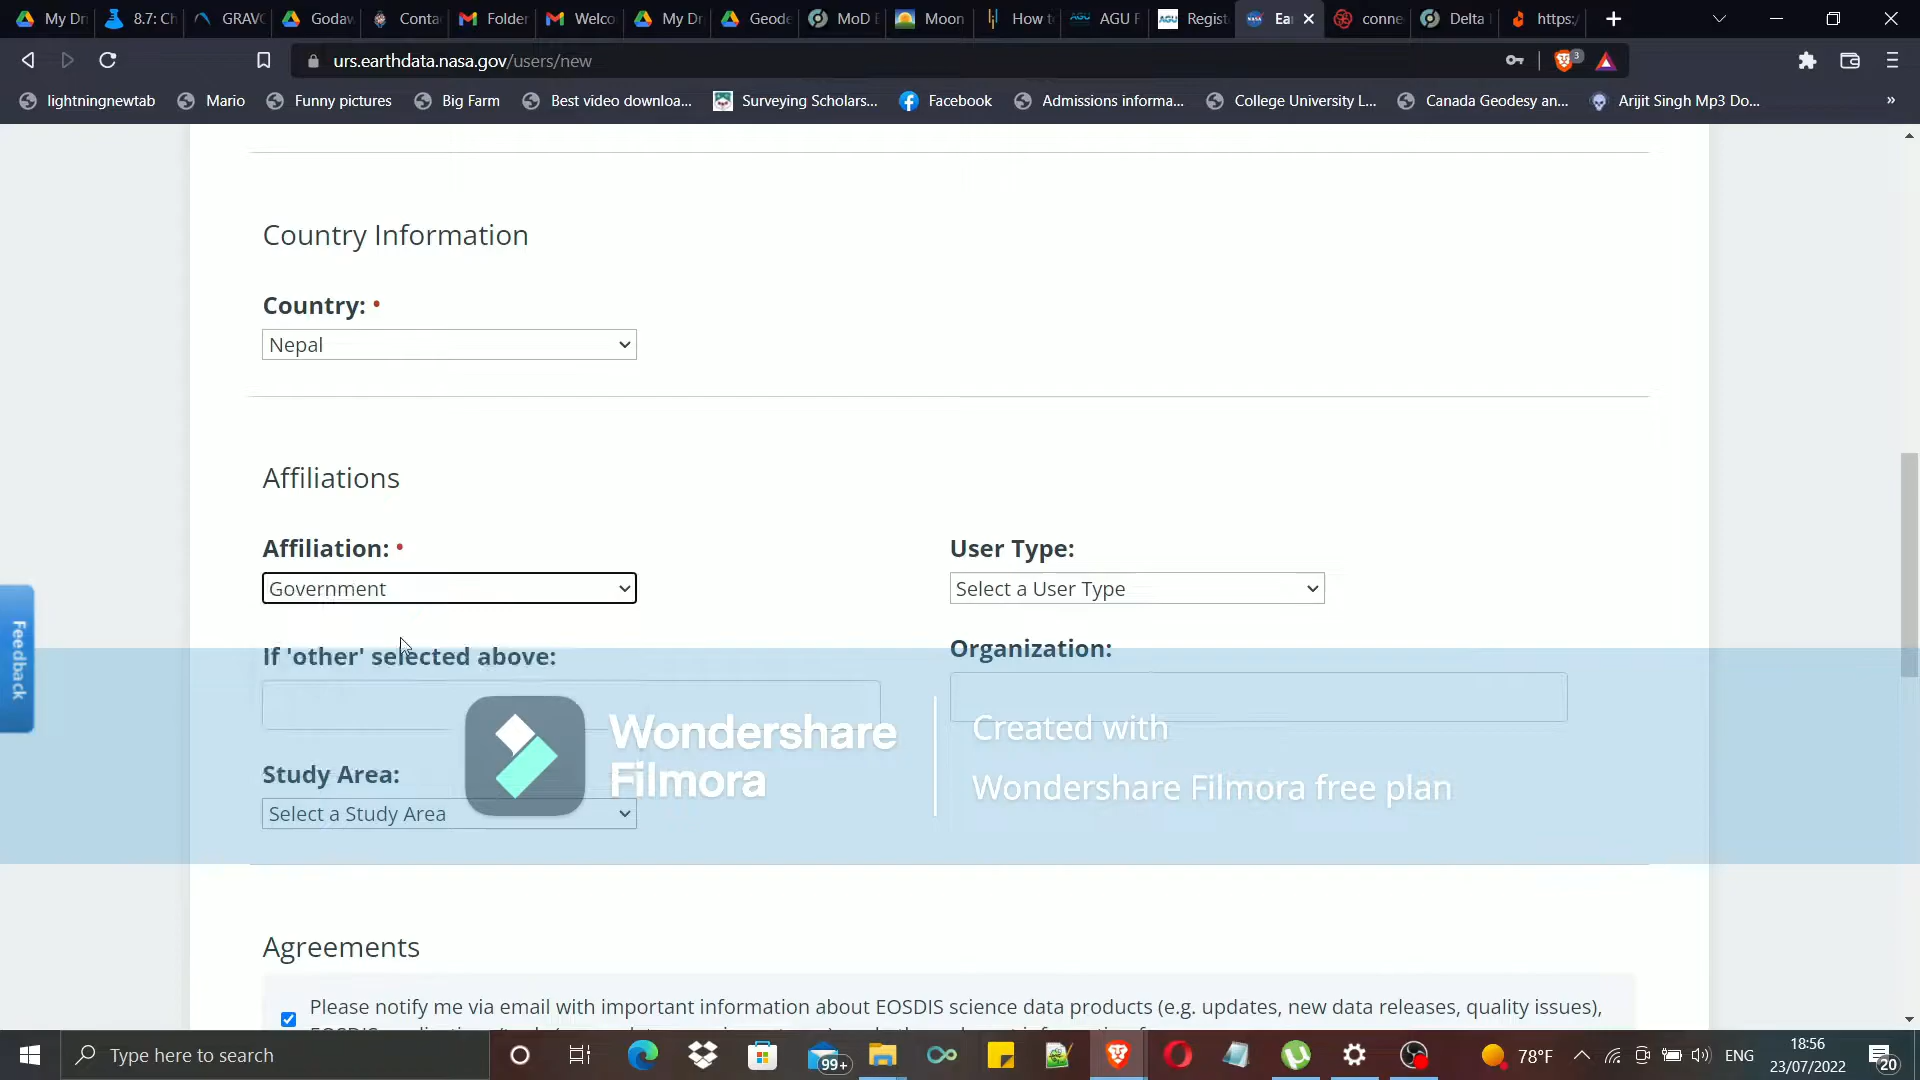 My Dr
8.7: Ch
GRAVC
Godav
Conta
Folder
Welco
My Dr
Geode
MoD E
Moon
How t
AGU F
Regist
Ea
conne
Delta
https:/
urs.earthdata.nasa.gov/users/new
3
lightningnewtab
Mario
Funny pictures
Big Farm
Best video downloa...
Surveying Scholars...
Facebook
Admissions informa...
College University L...
Canada Geodesy an...
Arijit Singh Mp3 Do...
»
Country Information
Country: •
Nepal
Affiliations
Affiliation: •
User Type:
Government
Select a User Type
If 'other' selected above:
Organization:
Feedback
Wondershare
Filmora
Created with
Wondershare Filmora free plan
Study Area:
Select a Study Area
Agreements
Please notify me via email with important information about EOSDIS science data products (e.g. updates, new data releases, quality issues),
Type here to search
99+
78°F
ENG
18:56
23/07/2022
20